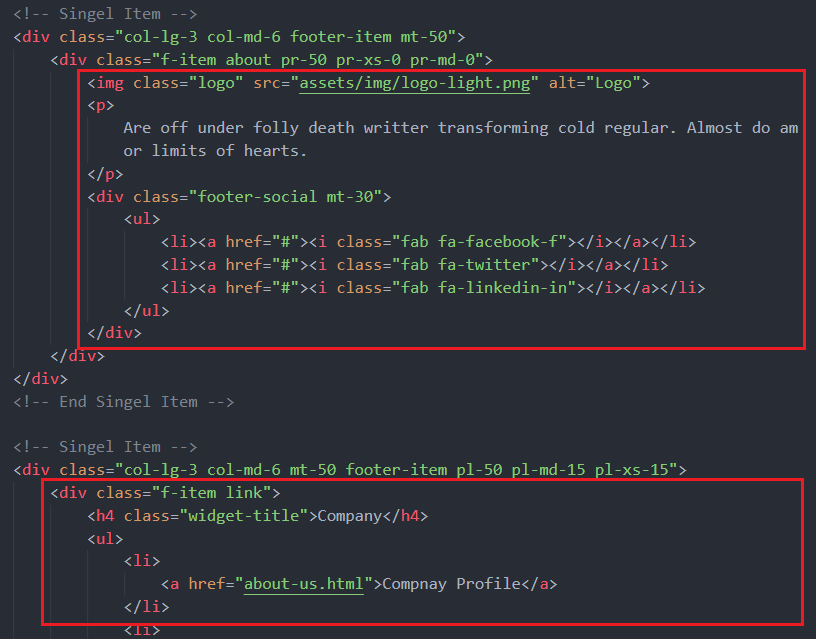 <!-- Singel Item -->
<div class="col-lg-3 col-md-6 footer-item mt-50">
<div class="f-item about pr-50 pr-xs-0 pr-md-0">
<img class="logo" src="assets/img/logo-light.png" alt="Logo">
<p>
Are off under folly death writter transforming cold regular. Almost do am
or limits of hearts.
</p>
<div class="footer-social mt-30">
<ul>
<li><a href="#"><i class="fab fa-facebook-f"></i></a></li>
<li><a href="#"><i class="fab fa-twitter"></i></a></li>
<li><a href="#"><i class="fab fa-linkedin-in"></i></a></li>
</ul>
</div>
</div>
</div>
<!-- End Singel Item -->
<!-- Singel Item -->
<div class="col-lg-3 col-md-6 mt-50 footer-item pl-50 pl-md-15 pl-xs-15">
<div class="f-item link">
<h4 class="widget-title">Company</h4>
<ul>
<li>
<a href="about-us.html">Compnay Profile</a>
</li>
<li>